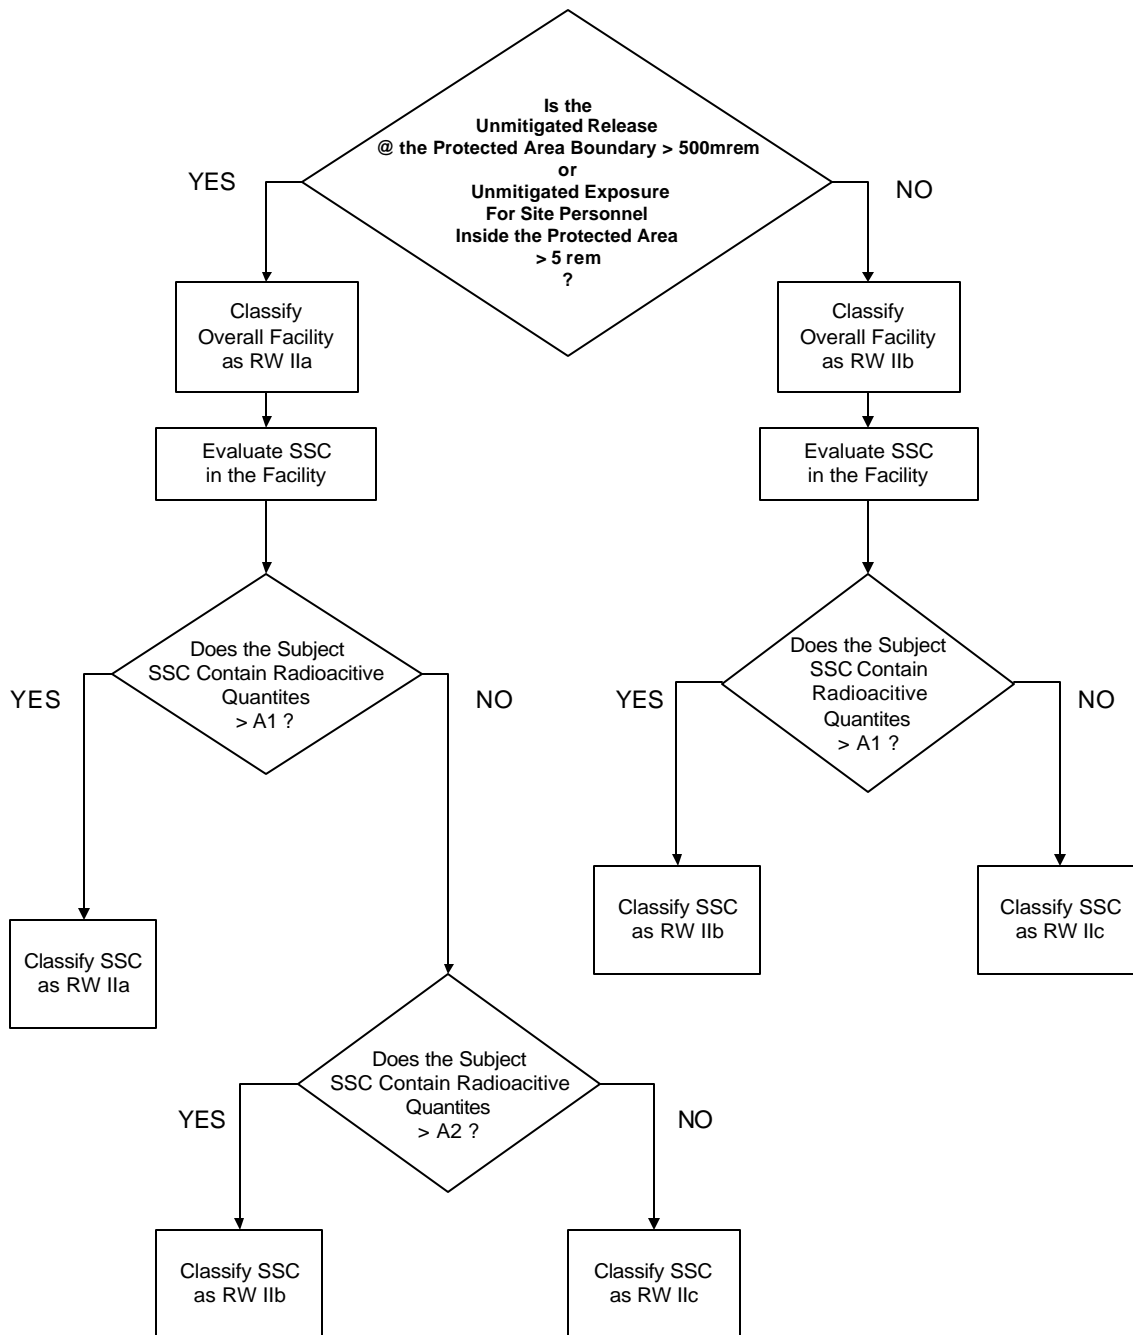 Is the
Unmitigated Release
@ the Protected Area Boundary > 500mrem
or
Unmitigated Exposure
For Site Personnel
Inside the Protected Area
> 5 rem
?
YES
NO
Classify
Overall Facility
as RW IIa
Classify
Overall Facility
as RW IIb
Evaluate SSC
in the Facility
Evaluate SSC
in the Facility
Does the Subject
SSC Contain Radioacitive
Quantites
> A1 ?
YES
NO
Does the Subject
SSC Contain
Radioacitive
Quantites
> A1 ?
YES
NO
Classify SSC
as RW IIa
Classify SSC
as RW IIb
Classify SSC
as RW IIc
Does the Subject
SSC Contain Radioacitive
Quantites
> A2 ?
YES
NO
Classify SSC
as RW IIb
Classify SSC
as RW IIc